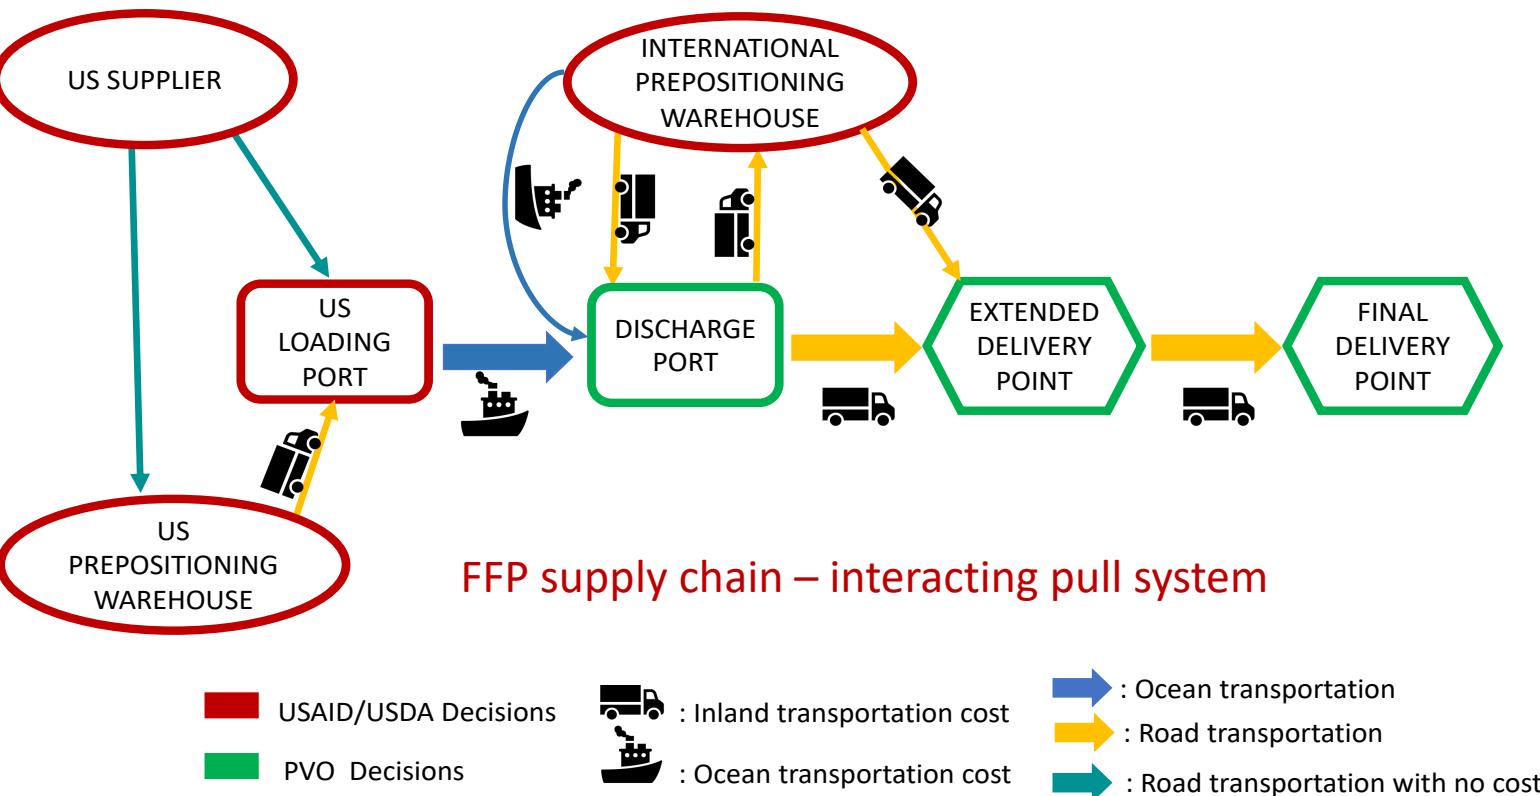 US SUPPLIER
INTERNATIONAL
PREPOSITIONING
WAREHOUSE
US
LOADING
PORT
DISCHARGE
PORT
EXTENDED
DELIVERY
POINT
FINAL
DELIVERY
POINT
US
PREPOSITIONING
WAREHOUSE
FFP supply chain – interacting pull system
USAID/USDA Decisions
PVO Decisions
: Inland transportation cost
: Ocean transportation cost
: Ocean transportation
: Road transportation
: Road transportation with no cost